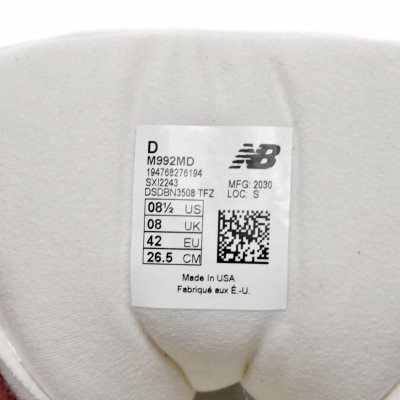 D
M992MD
194768276194
SXI2243
DSDBN3508 TFZ
NB
MFG: 2030
LOC: S
08½ US
08 UK
42 EU
26.5 CM
Made In USA
Fabriqué aux É.-U.